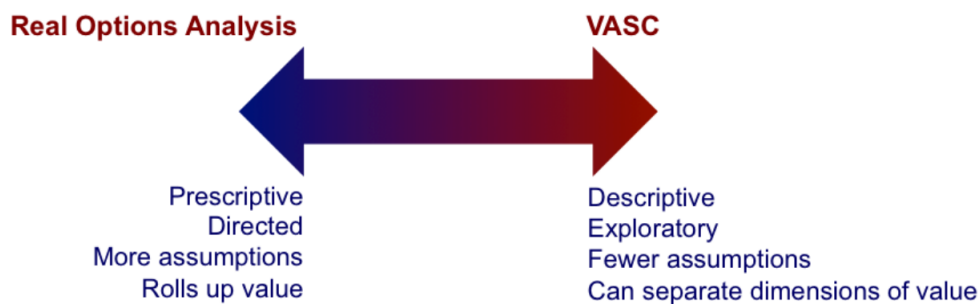 Real Options Analysis
VASC
Prescriptive
Directed
More assumptions
Rolls up value
Descriptive
Exploratory
Fewer assumptions
Can separate dimensions of value